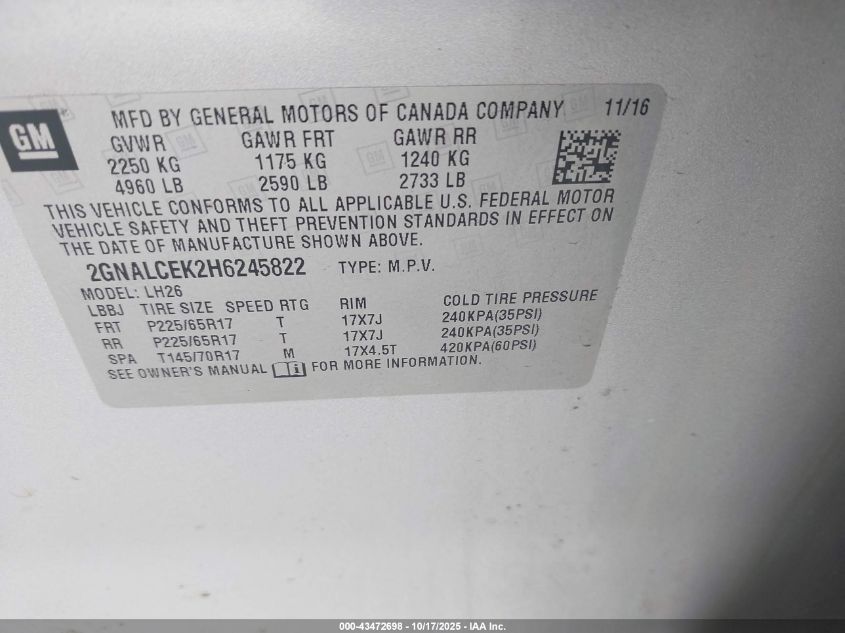 GM
MFD BY GENERAL MOTORS OF CANADA COMPANY 11/16
GVWR GAWR FRT GAWR RR
2250 KG 1175 KG 1240 KG
4960 LB 2590 LB 2733 LB
THIS VEHICLE CONFORMS TO ALL APPLICABLE U.S. FEDERAL MOTOR
VEHICLE SAFETY AND THEFT PREVENTION STANDARDS IN EFFECT ON
THE DATE OF MANUFACTURE SHOWN ABOVE.
2GNALCEK2H6245822 TYPE: M.P.V.
MODEL: LH26
LBBJ TIRE SIZE SPEED RTG RIM COLD TIRE PRESSURE
FRT P225/65R17 T 17X7J 240KPA(35PSI)
RR P225/65R17 T 17X7J 240KPA(35PSI)
SPA T145/70R17 M 17X4.5T 420KPA(60PSI)
SEE OWNER'S MANUAL FOR MORE INFORMATION.
000-43472698 - 10/17/2025 - IAA Inc.